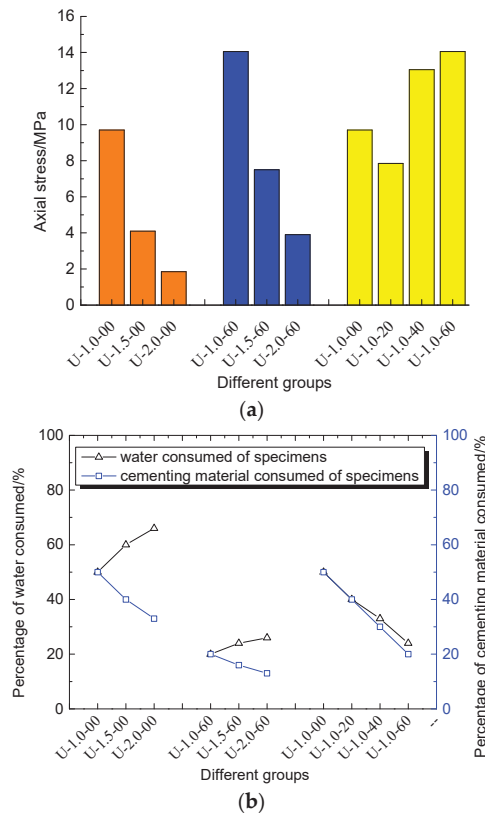 16
14
12
10
8
6
4
2
0
Axial stress/MPa
U-1.0-00
U-1.5-00
U-2.0-00
U-1.0-60
U-1.5-60
U-2.0-60
U-1.0-00
U-1.0-20
U-1.0-40
U-1.0-60
Different groups
(a)
water consumed of specimens
cementing material consumed of specimens
100
80
60
40
20
0
Percentage of water consumed/%
100
80
60
40
20
0
Percentage of cementing material consumed/%
U-1.0-00
U-1.5-00
U-2.0-00
U-1.0-60
U-1.5-60
U-2.0-60
U-1.0-00
U-1.0-20
U-1.0-40
U-1.0-60
--
Different groups
(b)